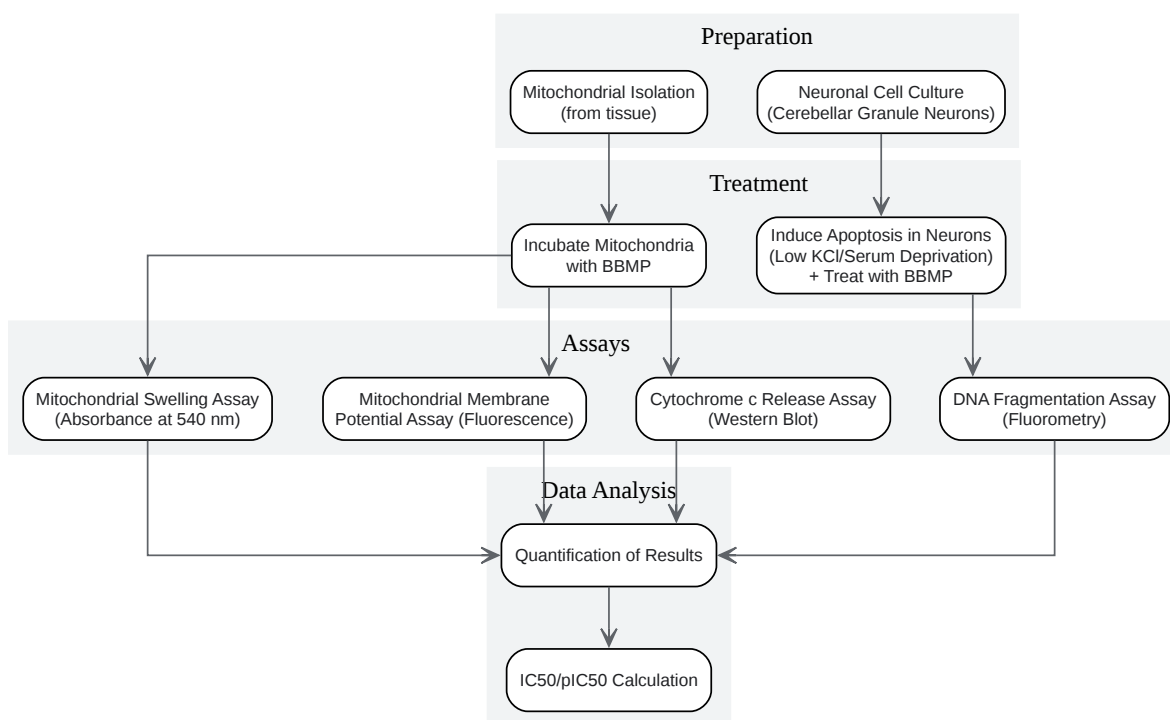 Preparation
Mitochondrial Isolation
(from tissue)
Neuronal Cell Culture
(Cerebellar Granule Neurons)
Treatment
Incubate Mitochondria
with BBMP
Induce Apoptosis in Neurons
(Low KCl/Serum Deprivation)
+ Treat with BBMP
Assays
Mitochondrial Swelling Assay
(Absorbance at 540 nm)
Mitochondrial Membrane
Potential Assay (Fluorescence)
Cytochrome c Release Assay
(Western Blot)
DNA Fragmentation Assay
(Fluorometry)
Data Analysis
Quantification of Results
IC50/pIC50 Calculation